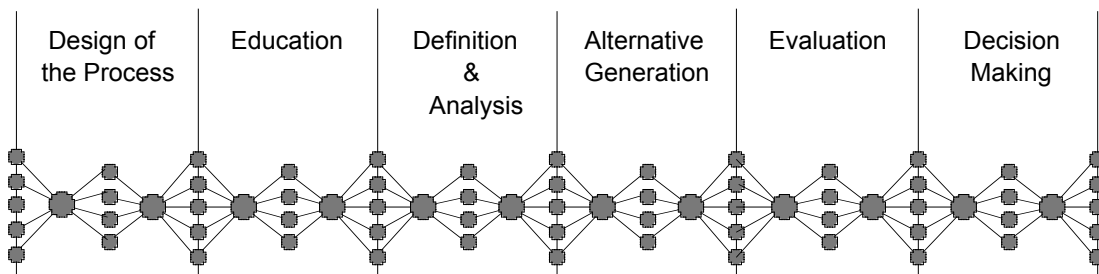 Design of
the Process
Education
Definition
&
Analysis
Alternative
Generation
Evaluation
Decision
Making